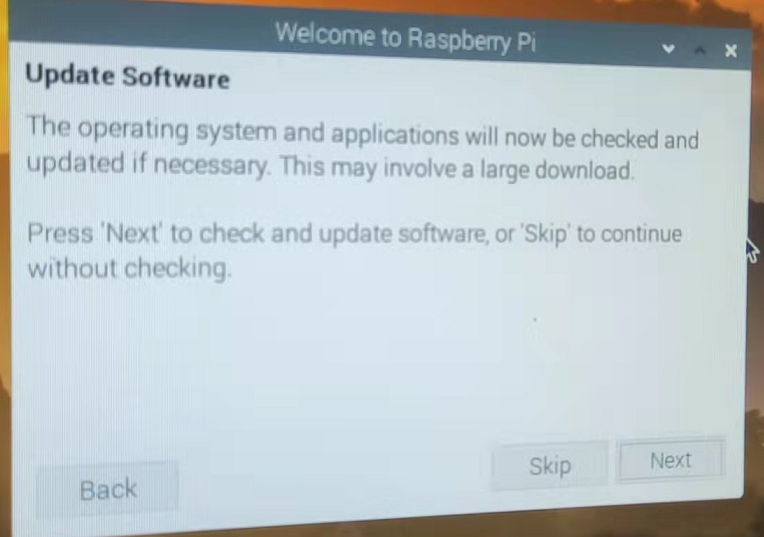 Welcome to Raspberry Pi
Update Software
The operating system and applications will now be checked and
updated if necessary. This may involve a large download.
Press 'Next' to check and update software, or 'Skip' to continue
without checking.
Back
Skip
Next